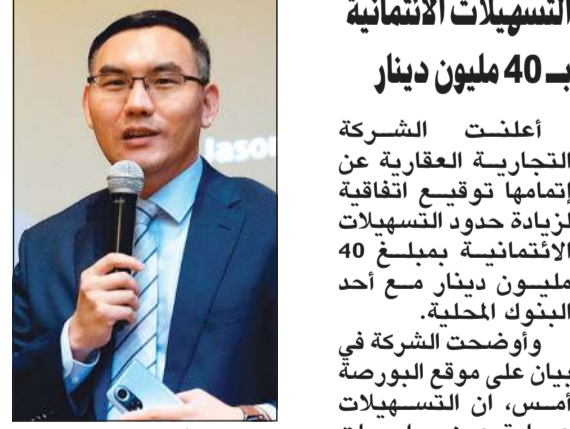 التسهيلات الائتمانية
بـ 40 مليون دينار
أعلنت الشركة
التجارية العقارية عن
إتمامها توقيع اتفاقية
لزيادة حدود التسهيلات
الائتمانية بمبلغ 40
مليون دينار مع أحد
البنوك المحلية.
وأوضحت الشركة في
بيان على موقع البورصة
أمس، ان التسهيلات
Jason